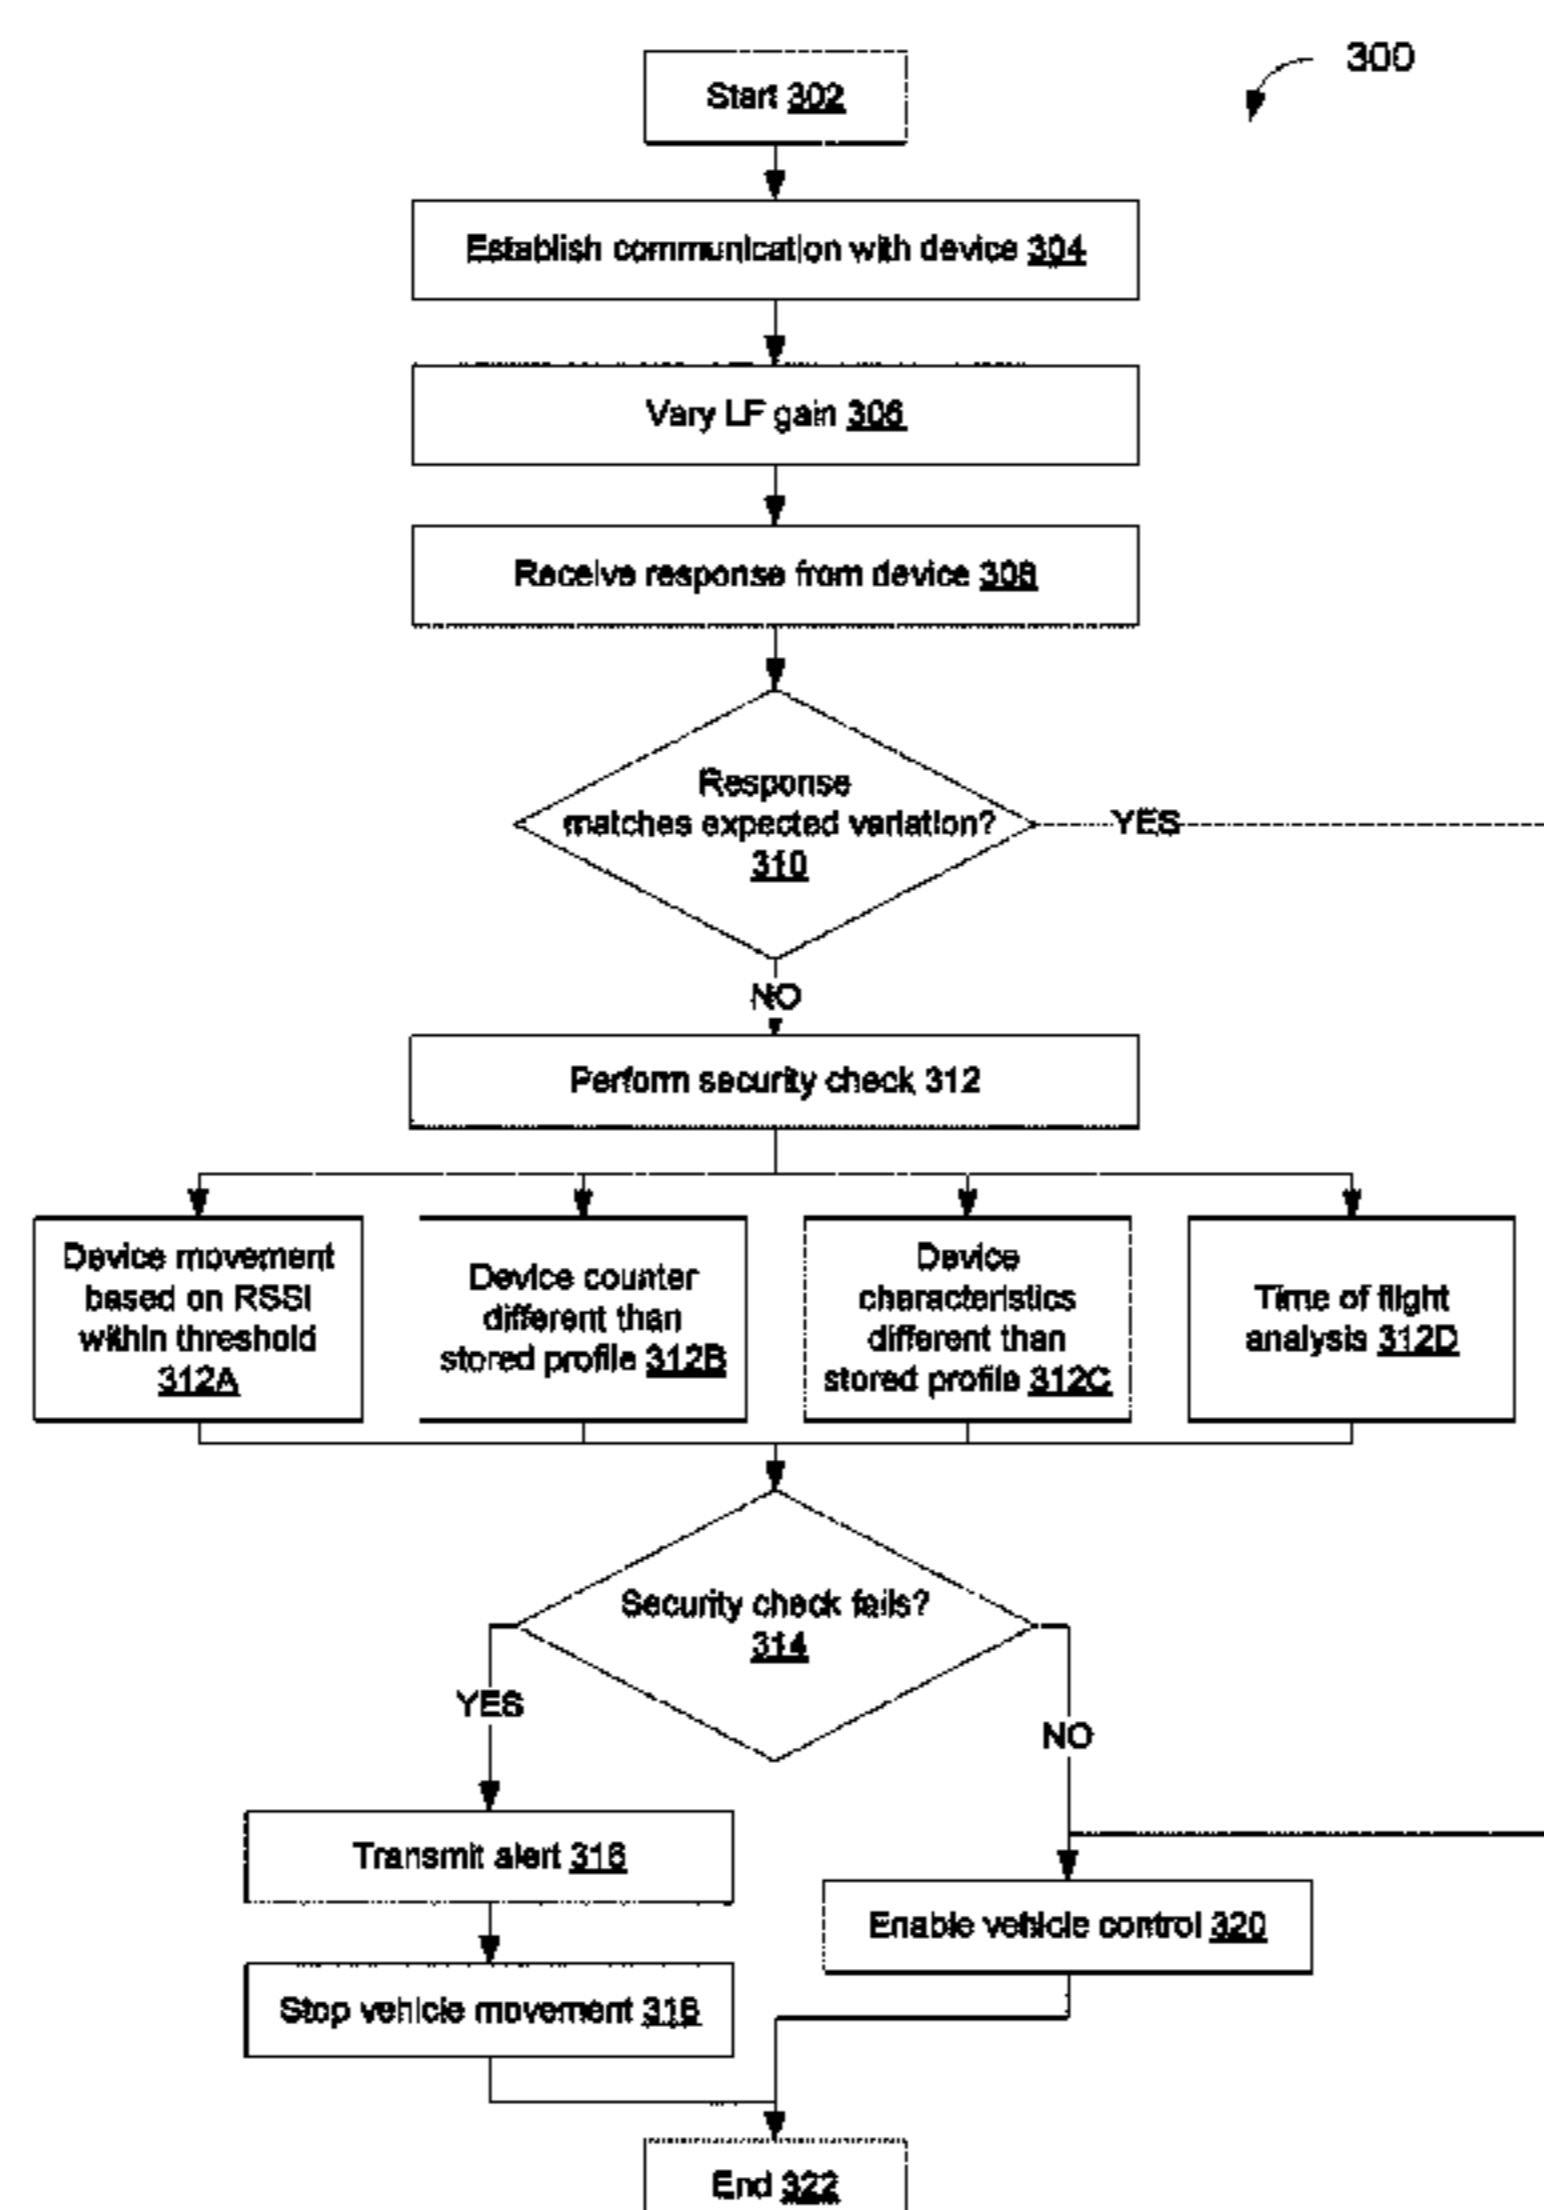 300
Start 302
Establish communication with device 304
Vary LF gain 306
Receive response from device 308
Response
matches expected variation?
310
YES
NO
Perform security check 312
Device movement
based on RSSI
within threshold
312A
Device counter
different than
stored profile 312B
Device
characteristics
different than
stored profile 312C
Time of flight
analysis 312D
Security check fails?
314
YES
NO
Transmit alert 316
Enable vehicle control 320
Stop vehicle movement 318
End 322